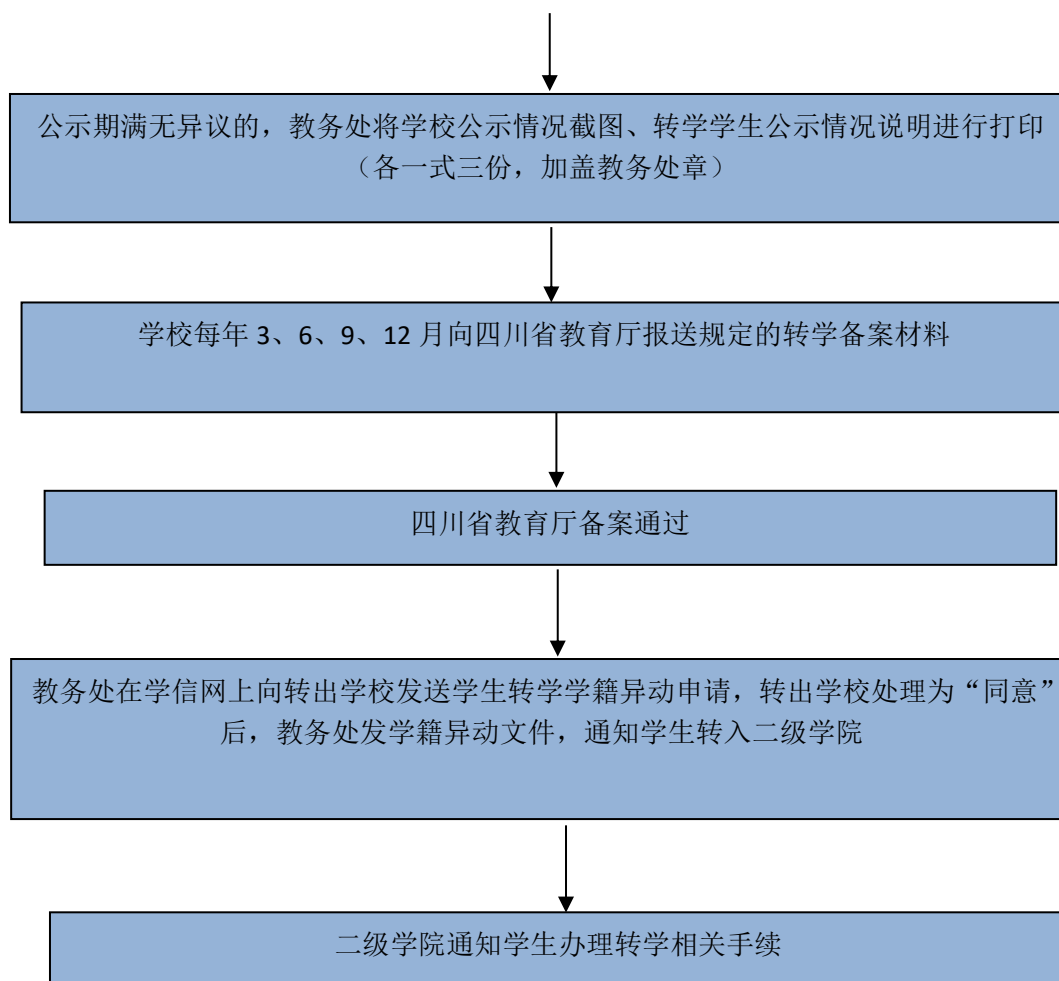 公示期满无异议的，教务处将学校公示情况截图、转学学生公示情况说明进行打印
（各一式三份，加盖教务处章）
学校每年 3、6、9、12 月向四川省教育厅报送规定的转学备案材料
四川省教育厅备案通过
教务处在学信网上向转出学校发送学生转学学籍异动申请，转出学校处理为“同意”
后，教务处发学籍异动文件，通知学生转入二级学院
二级学院通知学生办理转学相关手续